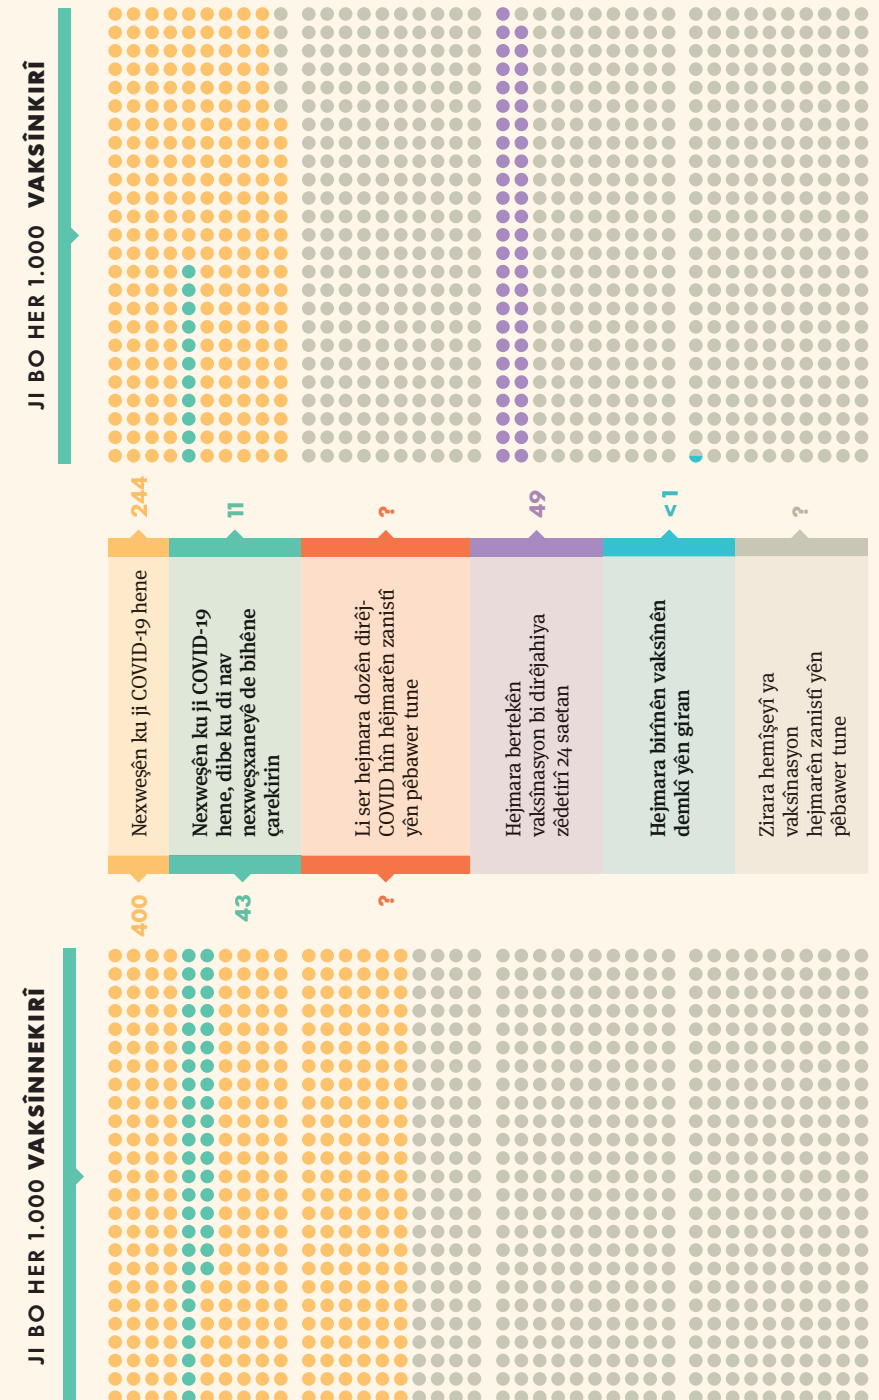 JI BO HER 1.000 VAKSÎNNEKIRÎ
JI BO HER 1.000 VAKSÎNKIRÎ
400
Nexweşên ku ji COVID-19 hene
244
43
Nexweşên ku ji COVID-19
hene, dibe ku di nav
nexweşxaneyê de bihêne
çarekirin
11
?
Li ser hejmara dozên dirêj-
COVID hîn hêjmarên zanistî
yên pêbawer tune
?
Hejmara bertekên
vaksînasyon bi dirêjahiya
zêdetirî 24 saetan
49
Hejmara birînên vaksînên
demkî yên giran
<1
Zirara hemîşeyî ya
vaksînasyon
hejmarên zanistî yên
pêbawer tune
?